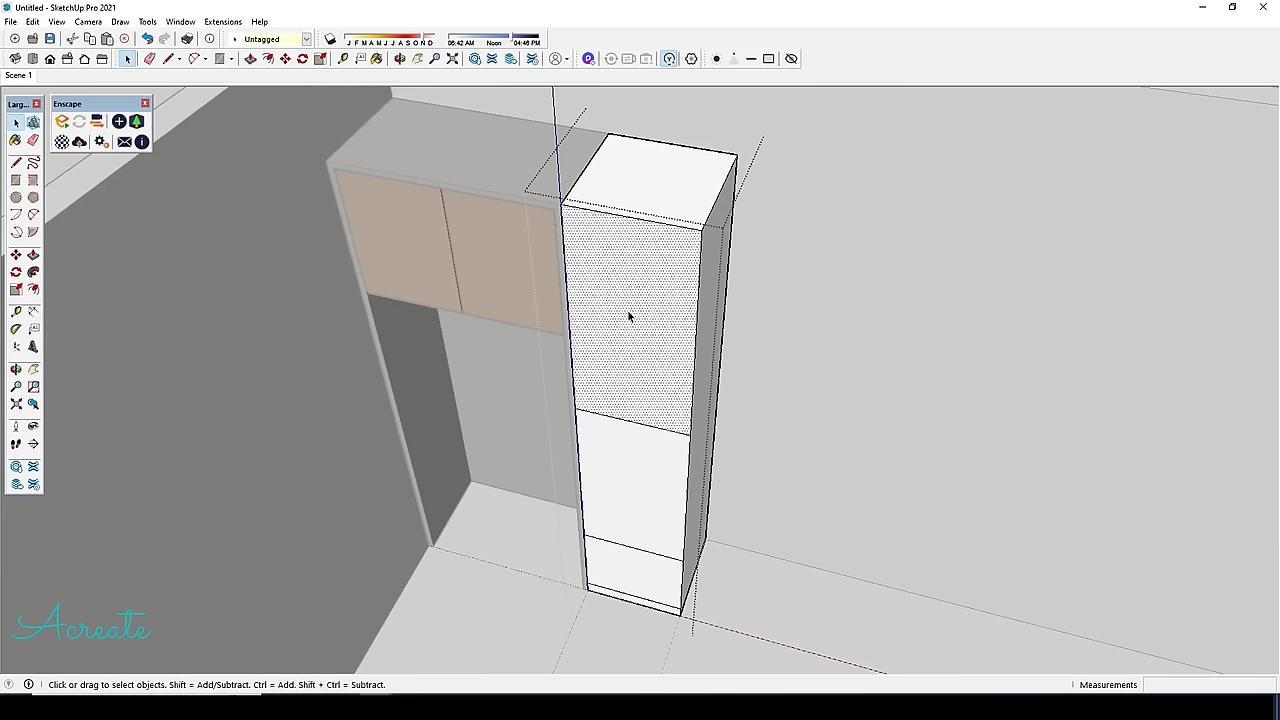 Untitled - SketchUp Pro 2021
File Edit View Camera Draw Tools Window Extensions Help
Untagged
J F M A M J J A S O N D
06:42 AM Noon 04:46 PM
Scene 1
Larg...
Enscape
Acreate
Click or drag to select objects. Shift = Add/Subtract. Ctrl = Add. Shift + Ctrl = Subtract.
Measurements